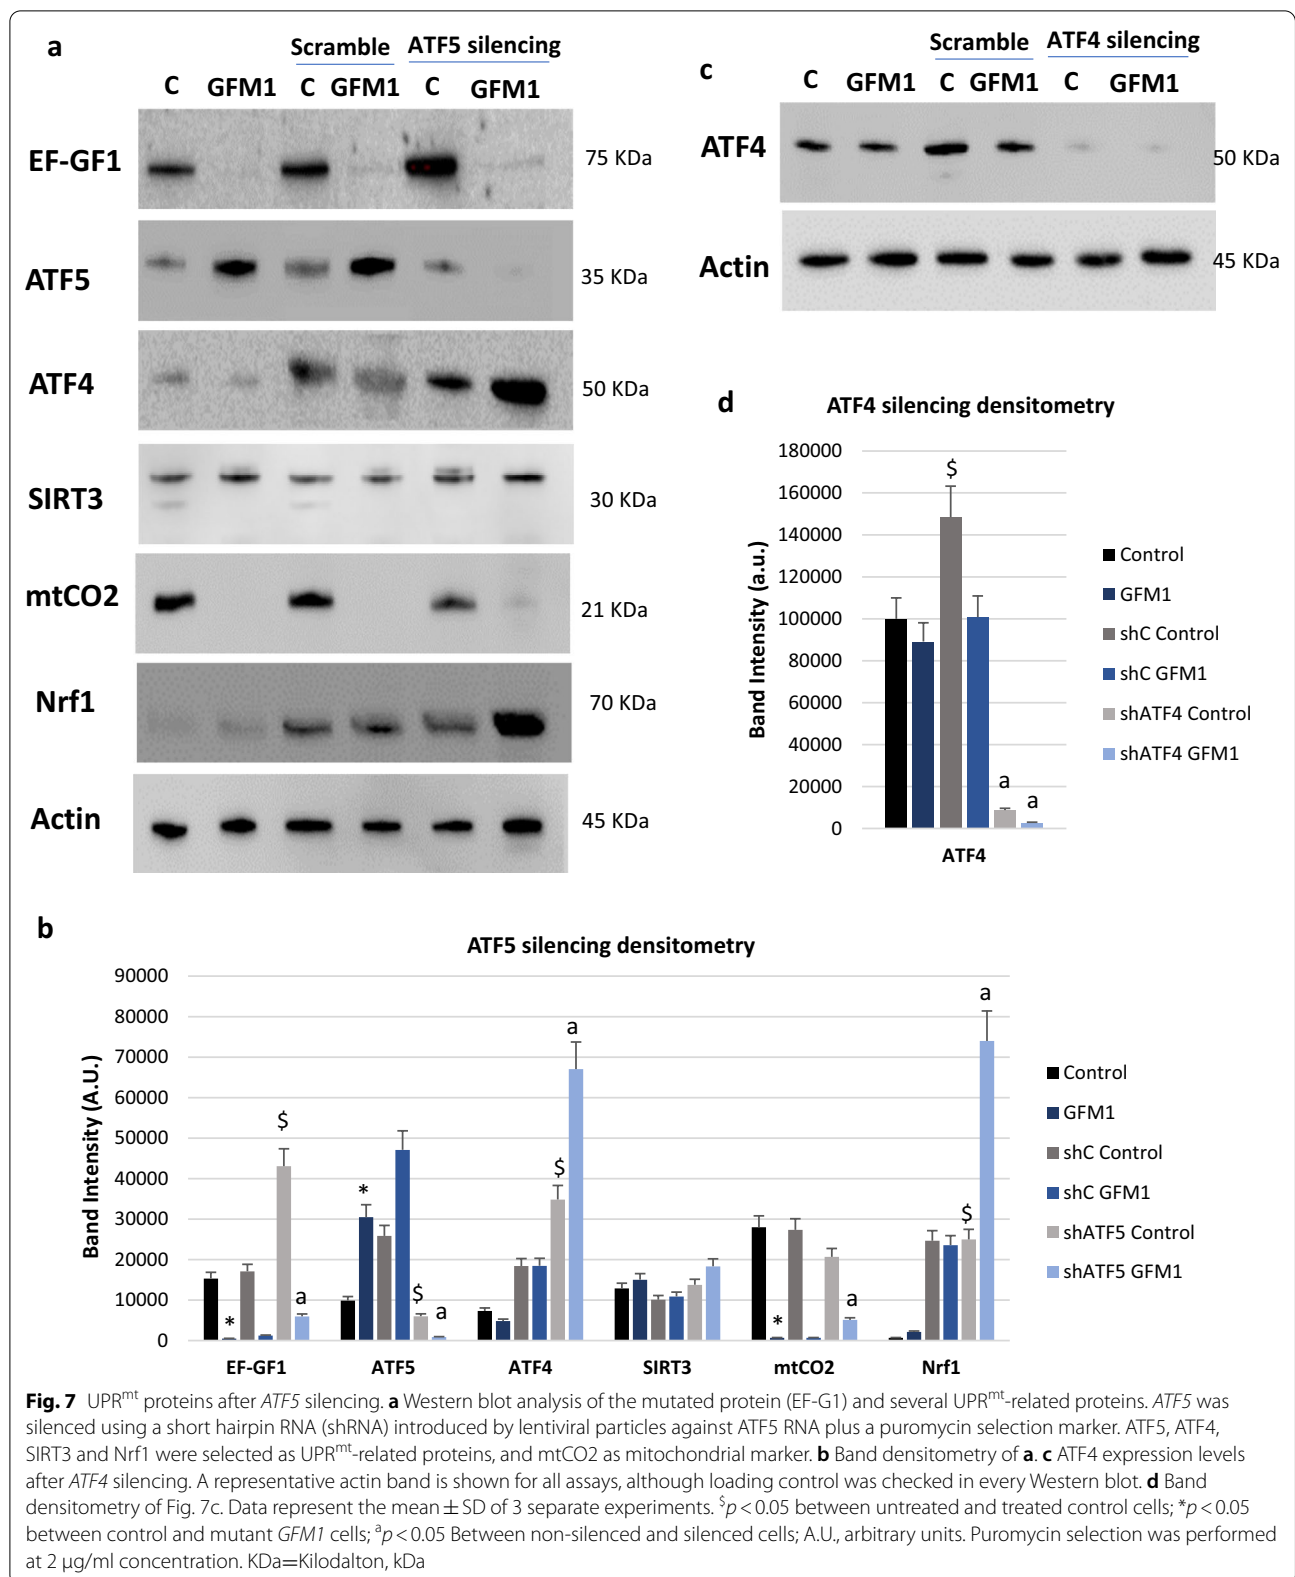 a
Scramble ATF5 silencing
C GFM1 C GFM1 C GFM1
EF-GF1 75 KDa
ATF5 35 KDa
ATF4 50 KDa
SIRT3 30 KDa
mtCO2 21 KDa
Nrf1 70 KDa
Actin 45 KDa
c
Scramble ATF4 silencing
C GFM1 C GFM1 C GFM1
ATF4 50 KDa
Actin 45 KDa
d
ATF4 silencing densitometry
Band Intensity (a.u.)
180000
160000
140000
120000
100000
80000
60000
40000
20000
0
$
a
a
ATF4
Control
GFM1
shC Control
shC GFM1
shATF4 Control
shATF4 GFM1
b
ATF5 silencing densitometry
Band Intensity (A.U.)
90000
80000
70000
60000
50000
40000
30000
20000
10000
0
* $ a
* $ a
$ a
* a
$ a
EF-GF1 ATF5 ATF4 SIRT3 mtCO2 Nrf1
Control
GFM1
shC Control
shC GFM1
shATF5 Control
shATF5 GFM1
Fig. 7 UPRmt proteins after ATF5 silencing. a Western blot analysis of the mutated protein (EF-G1) and several UPRmt-related proteins. ATF5 was
silenced using a short hairpin RNA (shRNA) introduced by lentiviral particles against ATF5 RNA plus a puromycin selection marker. ATF5, ATF4,
SIRT3 and Nrf1 were selected as UPRmt-related proteins, and mtCO2 as mitochondrial marker. b Band densitometry of a. c ATF4 expression levels
after ATF4 silencing. A representative actin band is shown for all assays, although loading control was checked in every Western blot. d Band
densitometry of Fig. 7c. Data represent the mean ± SD of 3 separate experiments. $p < 0.05 between untreated and treated control cells; *p < 0.05
between control and mutant GFM1 cells; ap < 0.05 Between non-silenced and silenced cells; A.U., arbitrary units. Puromycin selection was performed
at 2 µg/ml concentration. KDa=Kilodalton, kDa